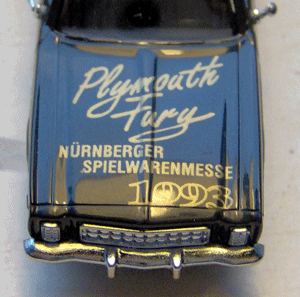 Plymouth
Fury
NÜRNBERGER
SPIELWARENMESSE
1993